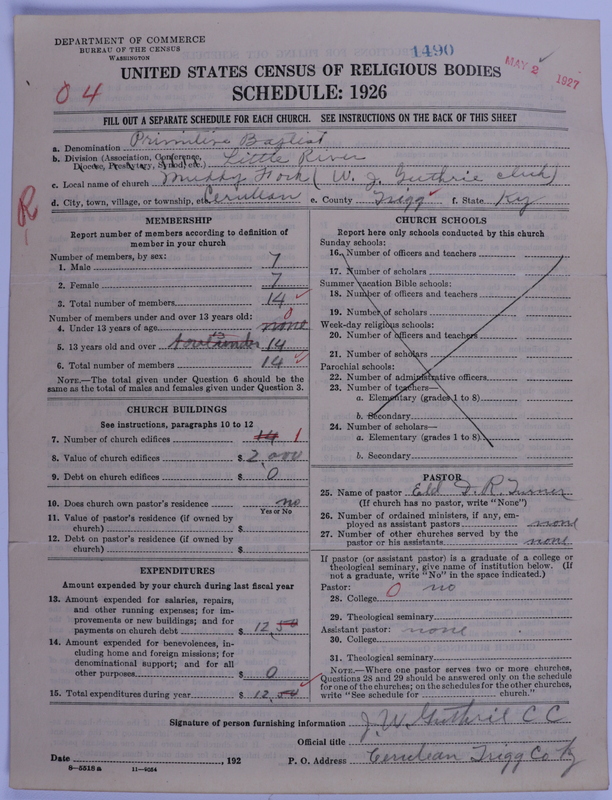 DEPARTMENT OF COMMERCE
BUREAU OF THE CENSUS
WASHINGTON
1490
MAY 2 1927
04
UNITED STATES CENSUS OF RELIGIOUS BODIES
SCHEDULE: 1926
FILL OUT A SEPARATE SCHEDULE FOR EACH CHURCH. SEE INSTRUCTIONS ON THE BACK OF THIS SHEET
a. Denomination Primitive Baptist
b. Division (Association, Conference, Diocese, Presbytery, Synod, etc.) Little River
c. Local name of church Muddy Fork (W. J. Guthrie clerk)
d. City, town, village, or township, etc. Cerulean e. County Trigg f. State Ky
R
MEMBERSHIP
Report number of members according to definition of
member in your church
Number of members, by sex:
1. Male 7
2. Female 7
3. Total number of members 14
Number of members under and over 13 years old:
4. Under 13 years of age none 0
5. 13 years old and over 14
6. Total number of members 14
NOTE.—The total given under Question 6 should be
same as the total of males and females given under Question 3.
CHURCH BUILDINGS
See instructions, paragraphs 10 to 12
7. Number of church edifices 14 1
8. Value of church edifices $ 2,000
9. Debt on church edifices $ 0
10. Does church own pastor's residence no
Yes or No
11. Value of pastor's residence (if owned by
church) $
12. Debt on pastor's residence (if owned by
church) $
EXPENDITURES
Amount expended by your church during last fiscal year
13. Amount expended for salaries, repairs,
and other running expenses; for im-
provements or new buildings; and for
payments on church debt $ 12.50
14. Amount expended for benevolences, in-
cluding home and foreign missions; for
denominational support; and for all
other purposes $ 0
15. Total expenditures during year $ 12.50
CHURCH SCHOOLS
Report here only schools conducted by this church
Sunday schools:
16. Number of officers and teachers
17. Number of scholars
Summer vacation Bible schools:
18. Number of officers and teachers
19. Number of scholars
Week-day religious schools:
20. Number of officers and teachers
21. Number of scholars
Parochial schools:
22. Number of administrative officers
23. Number of teachers—
a. Elementary (grades 1 to 8)
b. Secondary
24. Number of scholars—
a. Elementary (grades 1 to 8)
b. Secondary
PASTOR
25. Name of pastor Eld R. Turner
(If church has no pastor, write "None")
26. Number of ordained ministers, if any, em-
ployed as assistant pastors none
27. Number of other churches served by the
pastor or his assistants none
If pastor (or assistant pastor) is a graduate of a college or
theological seminary, give name of institution below. (If
not a graduate, write "No" in the space indicated.)
Pastor: 0 no
28. College
29. Theological seminary
Assistant pastor: none
30. College
31. Theological seminary
NOTE.—Where one pastor serves two or more churches,
Questions 28 and 29 should be answered only on the schedule
for one of the churches; on the schedules for the other churches,
write "See schedule for church."
Signature of person furnishing information J. W. Guthrie C C
Official title
Date , 192 P. O. Address Cerulean Trigg Co Ky
8—5518a 11—9054